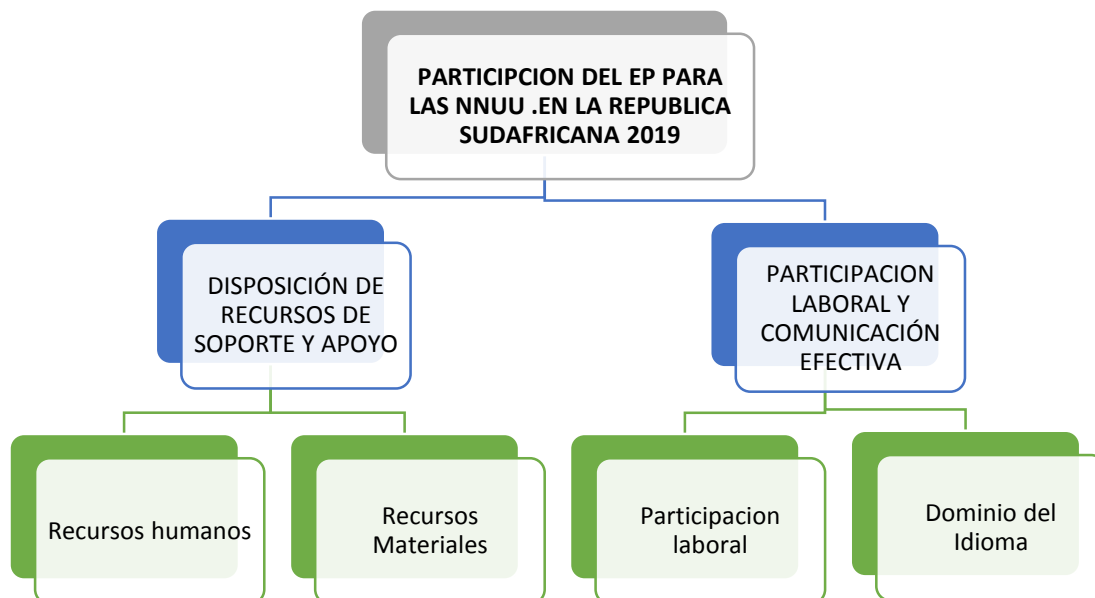 PARTICIPCION DEL EP PARA
LAS NNUU .EN LA REPUBLICA
SUDAFRICANA 2019
DISPOSICIÓN DE
RECURSOS DE
SOPORTE Y APOYO
PARTICIPACION
LABORAL Y
COMUNICACIÓN
EFECTIVA
Recursos humanos
Recursos
Materiales
Participacion
laboral
Dominio del
Idioma